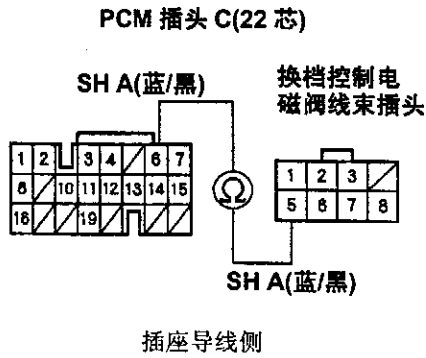 PCM 插头 C(22 芯)
SH A(蓝/黑)
换档控制电
磁阀线束插头
1 2 3 4 6 7
8 10 11 12 13 14 15
16 19
Ω
1 2 3
5 6 7 8
SH A(蓝/黑)
插座导线侧